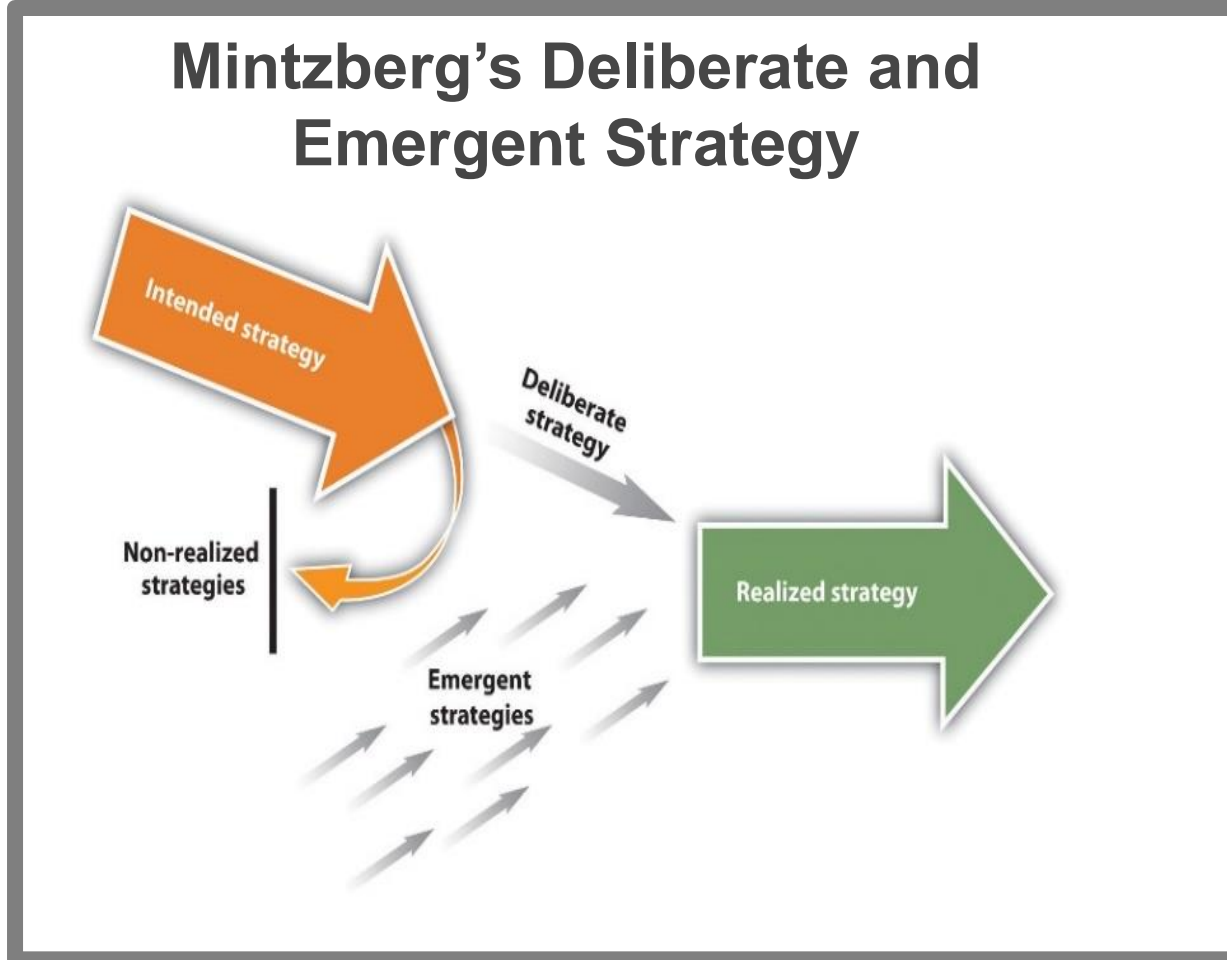 Mintzberg’s Deliberate and
Emergent Strategy
Intended strategy
Deliberate
strategy
Non-realized
strategies
Realized strategy
Emergent
strategies